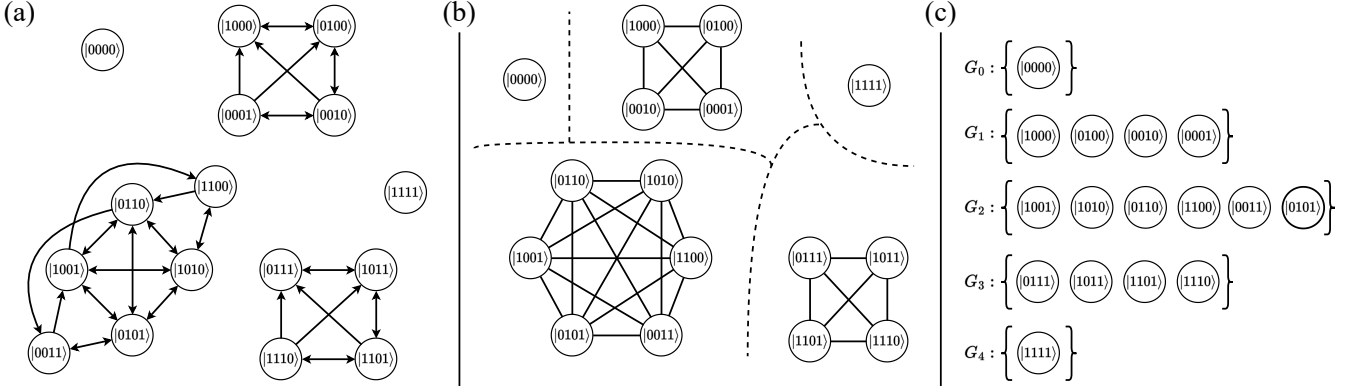 (a)
|0000⟩
|1000⟩ |0100⟩
|0001⟩ |0010⟩
|1100⟩
|0110⟩
|1111⟩
|1001⟩ |1010⟩
|0101⟩
|0011⟩
|0111⟩ |1011⟩
|1110⟩ |1101⟩
(b)
|0000⟩
|1000⟩ |0100⟩
|0010⟩ |0001⟩
|1111⟩
|0110⟩ |1010⟩
|1001⟩ |1100⟩
|0101⟩ |0011⟩
|0111⟩ |1011⟩
|1101⟩ |1110⟩
(c)
G₀ : { |0000⟩ }
G₁ : { |1000⟩ |0100⟩ |0010⟩ |0001⟩ }
G₂ : { |1001⟩ |1010⟩ |0110⟩ |1100⟩ |0011⟩ |0101⟩ }
G₃ : { |0111⟩ |1011⟩ |1101⟩ |1110⟩ }
G₄ : { |1111⟩ }